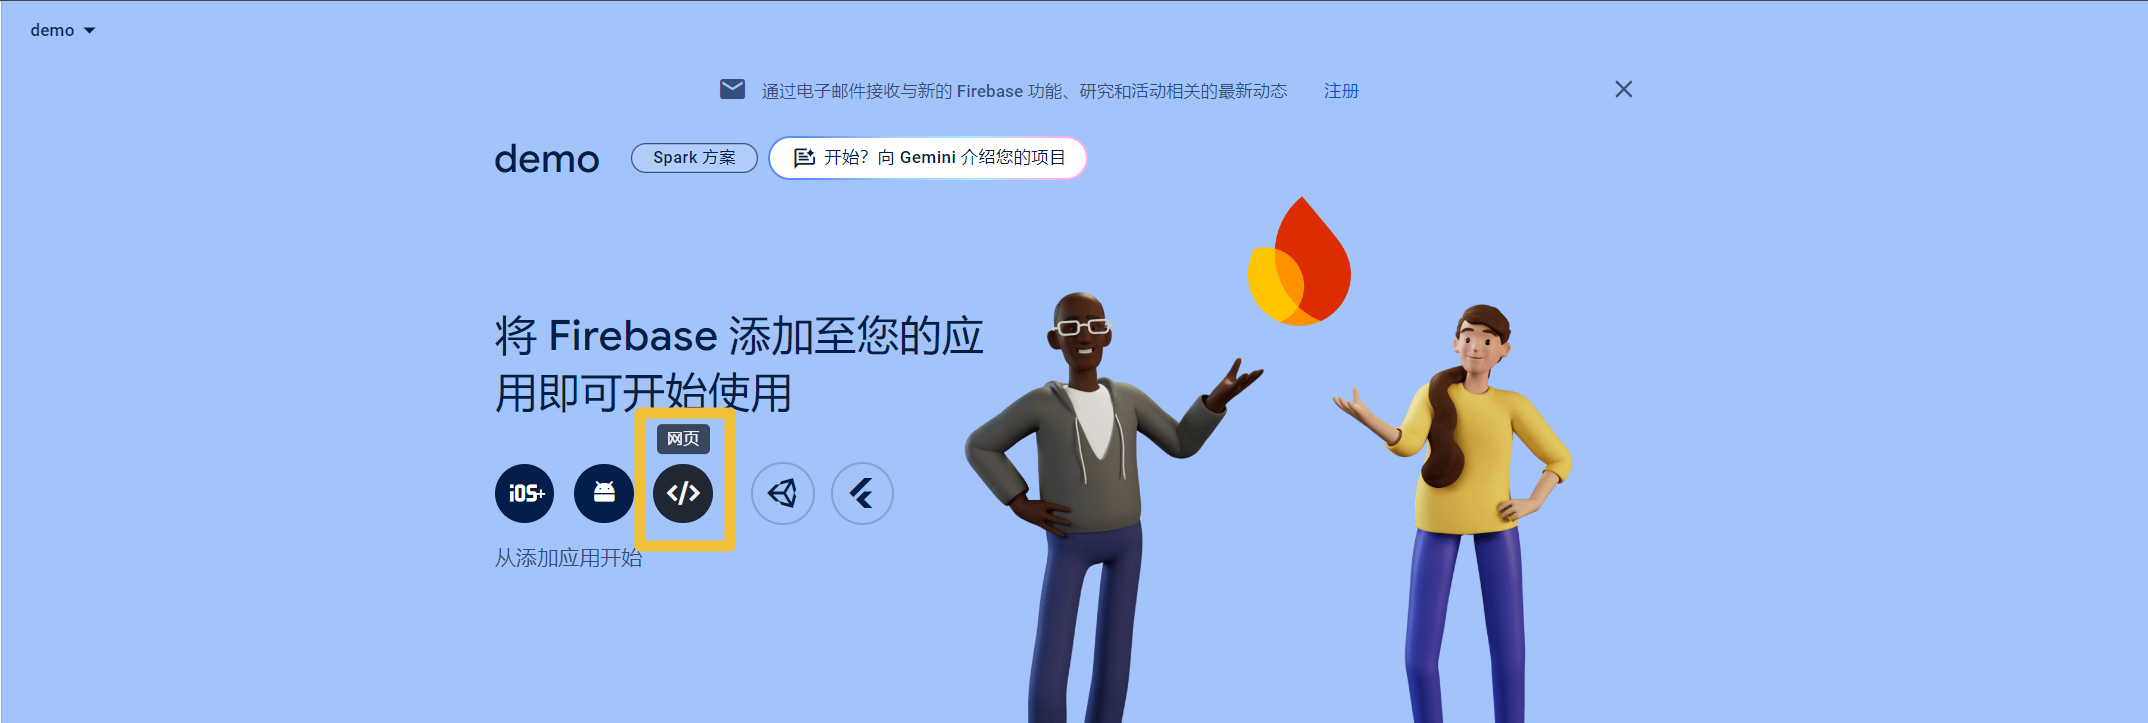 demo
通过电子邮件接收与新的 Firebase 功能、研究和活动相关的最新动态 注册
demo Spark 方案 开始？向 Gemini 介绍您的项目
将 Firebase 添加至您的应
用即可开始使用
网页
iOS+ </>
从添加应用开始